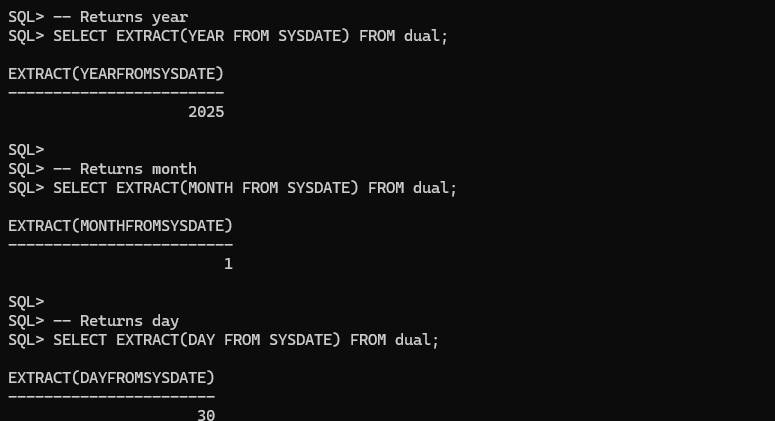 SQL> -- Returns year
SQL> SELECT EXTRACT(YEAR FROM SYSDATE) FROM dual;
EXTRACT(YEARFROMSYSDATE)
------------------------
2025
SQL>
SQL> -- Returns month
SQL> SELECT EXTRACT(MONTH FROM SYSDATE) FROM dual;
EXTRACT(MONTHFROMSYSDATE)
-------------------------
1
SQL>
SQL> -- Returns day
SQL> SELECT EXTRACT(DAY FROM SYSDATE) FROM dual;
EXTRACT(DAYFROMSYSDATE)
-----------------------
30